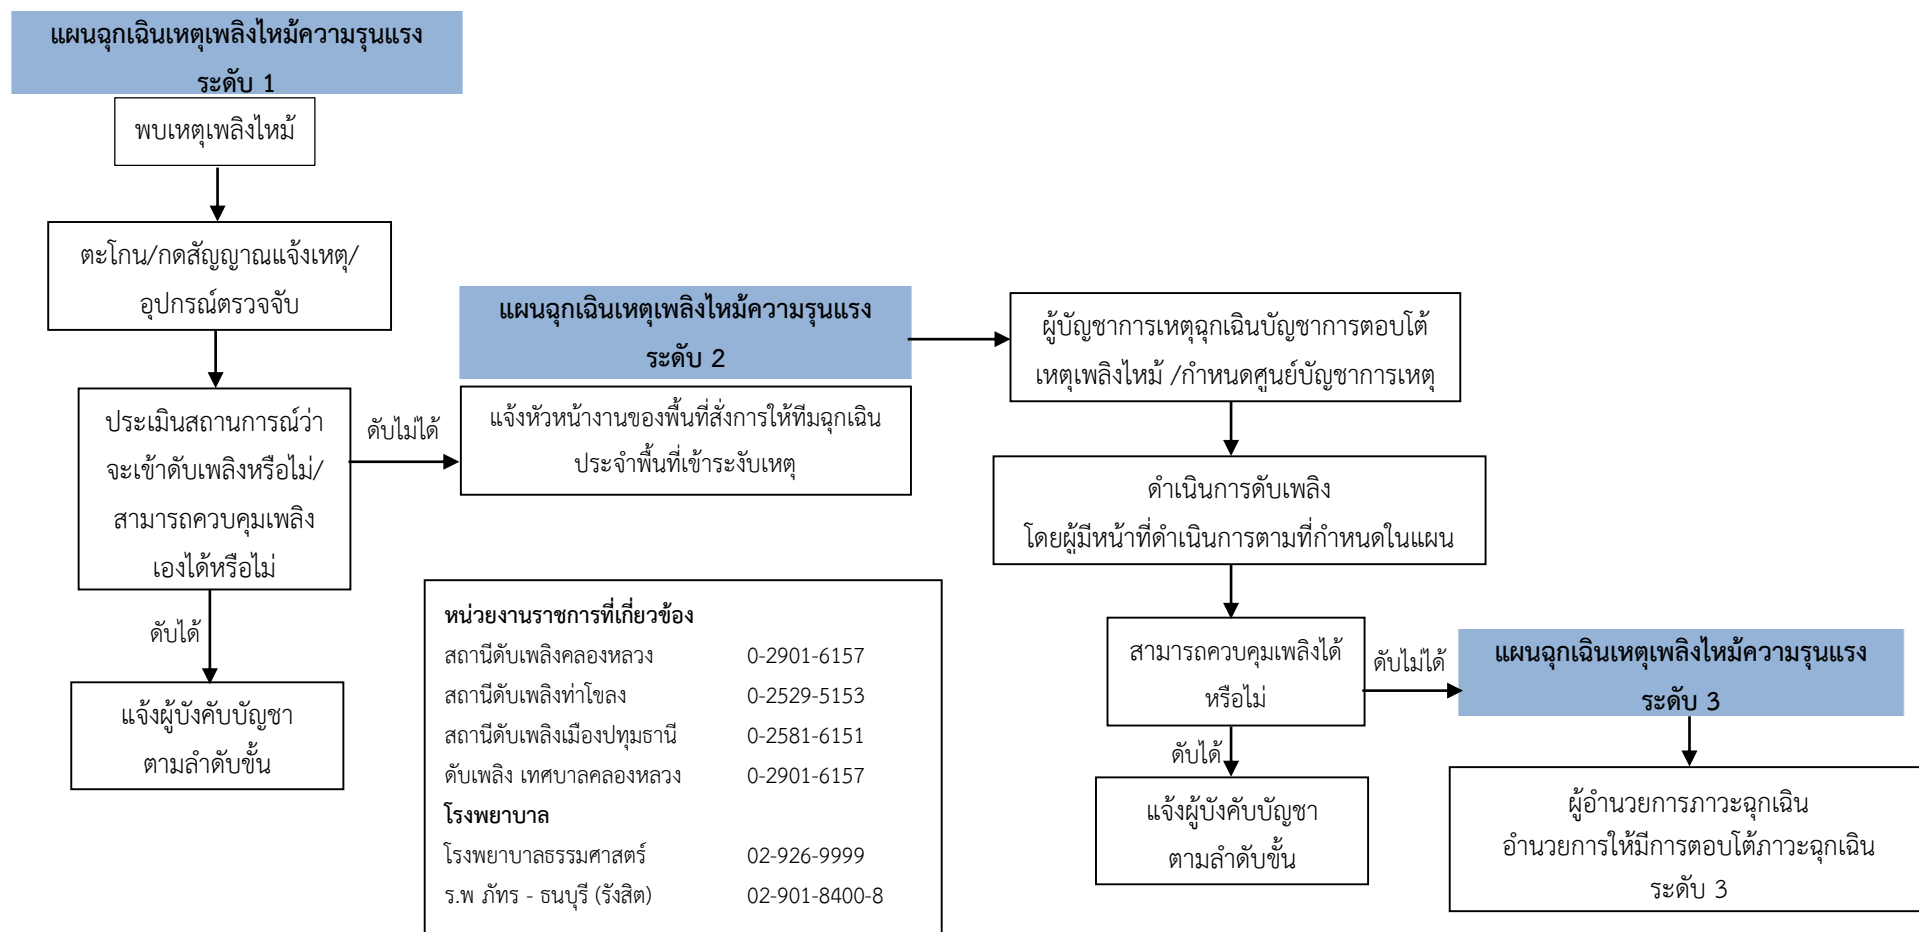 แผนฉุกเฉินเหตุเพลิงไหม้ความรุนแรง
ระดับ 1
พบเหตุเพลิงไหม้
ตะโกน/กดสัญญาณแจ้งเหตุ/
อุปกรณ์ตรวจจับ
ประเมินสถานการณ์ว่า
จะเข้าดับเพลิงหรือไม่/
สามารถควบคุมเพลิง
เองได้หรือไม่
ดับไม่ได้
ดับได้
แจ้งผู้บังคับบัญชา
ตามลำดับขั้น
แผนฉุกเฉินเหตุเพลิงไหม้ความรุนแรง
ระดับ 2
แจ้งหัวหน้างานของพื้นที่สั่งการให้ทีมฉุกเฉิน
ประจำพื้นที่เข้าระงับเหตุ
ผู้บัญชาการเหตุฉุกเฉินบัญชาการตอบโต้
เหตุเพลิงไหม้ /กำหนดศูนย์บัญชาการเหตุ
ดำเนินการดับเพลิง
โดยผู้มีหน้าที่ดำเนินการตามที่กำหนดในแผน
สามารถควบคุมเพลิงได้
หรือไม่
ดับไม่ได้
ดับได้
แจ้งผู้บังคับบัญชา
ตามลำดับขั้น
แผนฉุกเฉินเหตุเพลิงไหม้ความรุนแรง
ระดับ 3
ผู้อำนวยการภาวะฉุกเฉิน
อำนวยการให้มีการตอบโต้ภาวะฉุกเฉิน
ระดับ 3
หน่วยงานราชการที่เกี่ยวข้อง
สถานีดับเพลิงคลองหลวง 0-2901-6157
สถานีดับเพลิงท่าโขลง 0-2529-5153
สถานีดับเพลิงเมืองปทุมธานี 0-2581-6151
ดับเพลิง เทศบาลคลองหลวง 0-2901-6157
โรงพยาบาล
โรงพยาบาลธรรมศาสตร์ 02-926-9999
ร.พ ภัทร - ธนบุรี (รังสิต) 02-901-8400-8